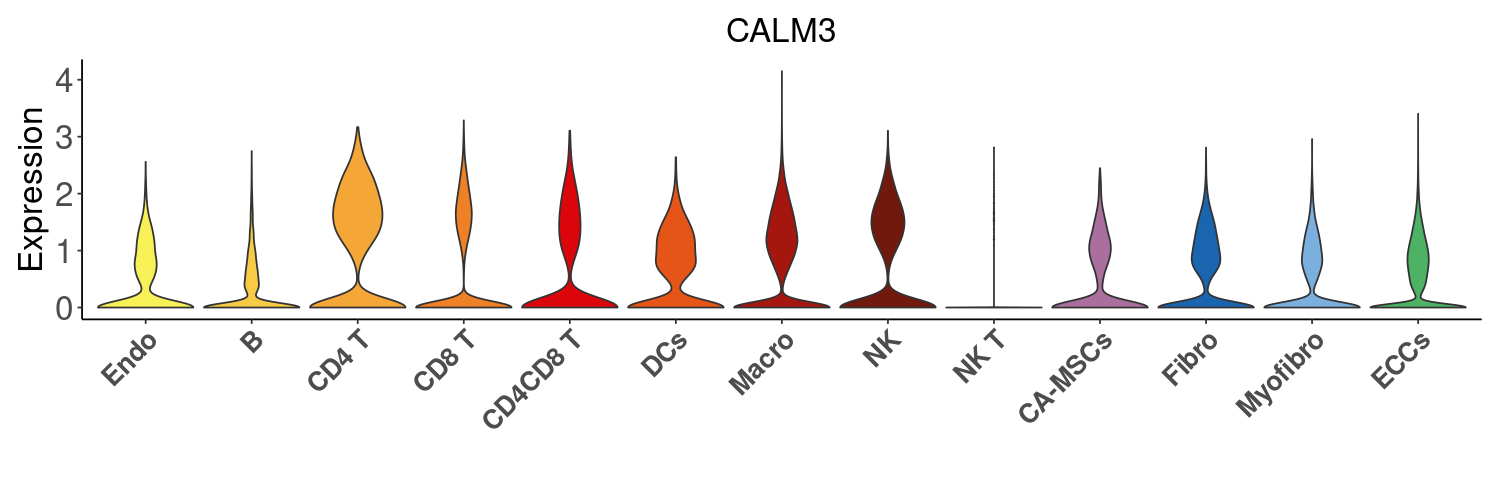 CALM3
Expression
4
3
2
1
0
Endo
B
CD4 T
CD8 T
CD4CD8 T
DCs
Macro
NK
NK T
CA-MSCs
Fibro
Myofibro
ECCs